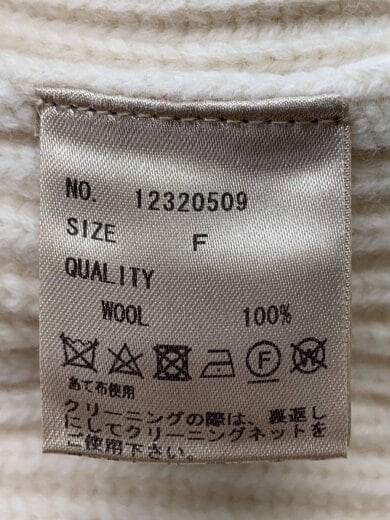 NO. 12320509
SIZE F
QUALITY
WOOL 100%
F W
あて布使用
クリーニングの際は、裏返し
にしてクリーニングネットを
ご使用下さい。